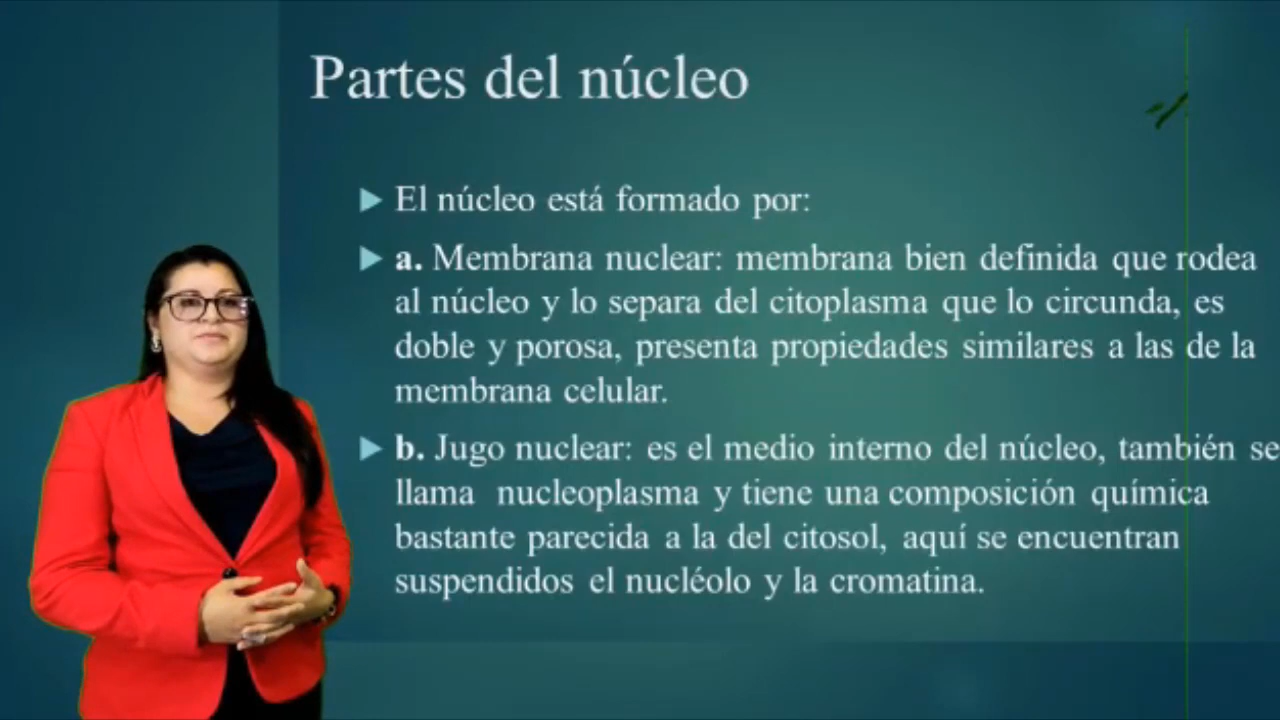 Partes del núcleo
El núcleo está formado por:
a. Membrana nuclear: membrana bien definida que rodea
al núcleo y lo separa del citoplasma que lo circunda, es
doble y porosa, presenta propiedades similares a las de la
membrana celular.
b. Jugo nuclear: es el medio interno del núcleo, también se
llama nucleoplasma y tiene una composición química
bastante parecida a la del citosol, aquí se encuentran
suspendidos el nucléolo y la cromatina.